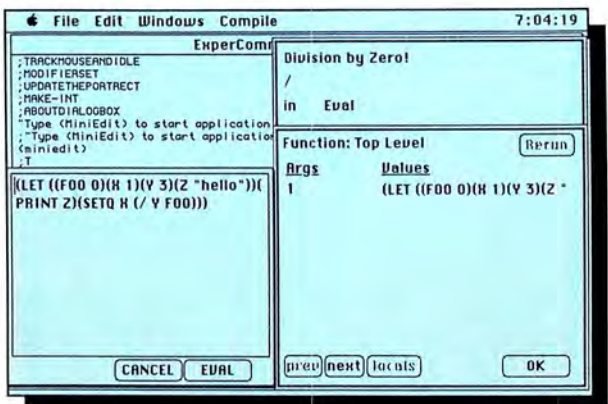 File Edit Windows Compile 7:04:19
ExperComm
;TRACKMOUSEANDIDLE
;MODIFIERSET
;UPDATETHEPORTRECT
;MAKE-INT
;ABOUTDIALOGBOX
"Type (MiniEdit) to start application
;"Type (MiniEdit) to start application
(miniedit)
;T
(LET ((FOO 0)(X 1)(Y 3)(Z "hello"))(
PRINT Z)(SETQ X (/ Y FOO)))
CANCEL EVAL
Division by Zero!
/
in Eval
Function: Top Level Rerun
Args Values
1 (LET ((FOO 0)(X 1)(Y 3)(Z "
prev next locals OK